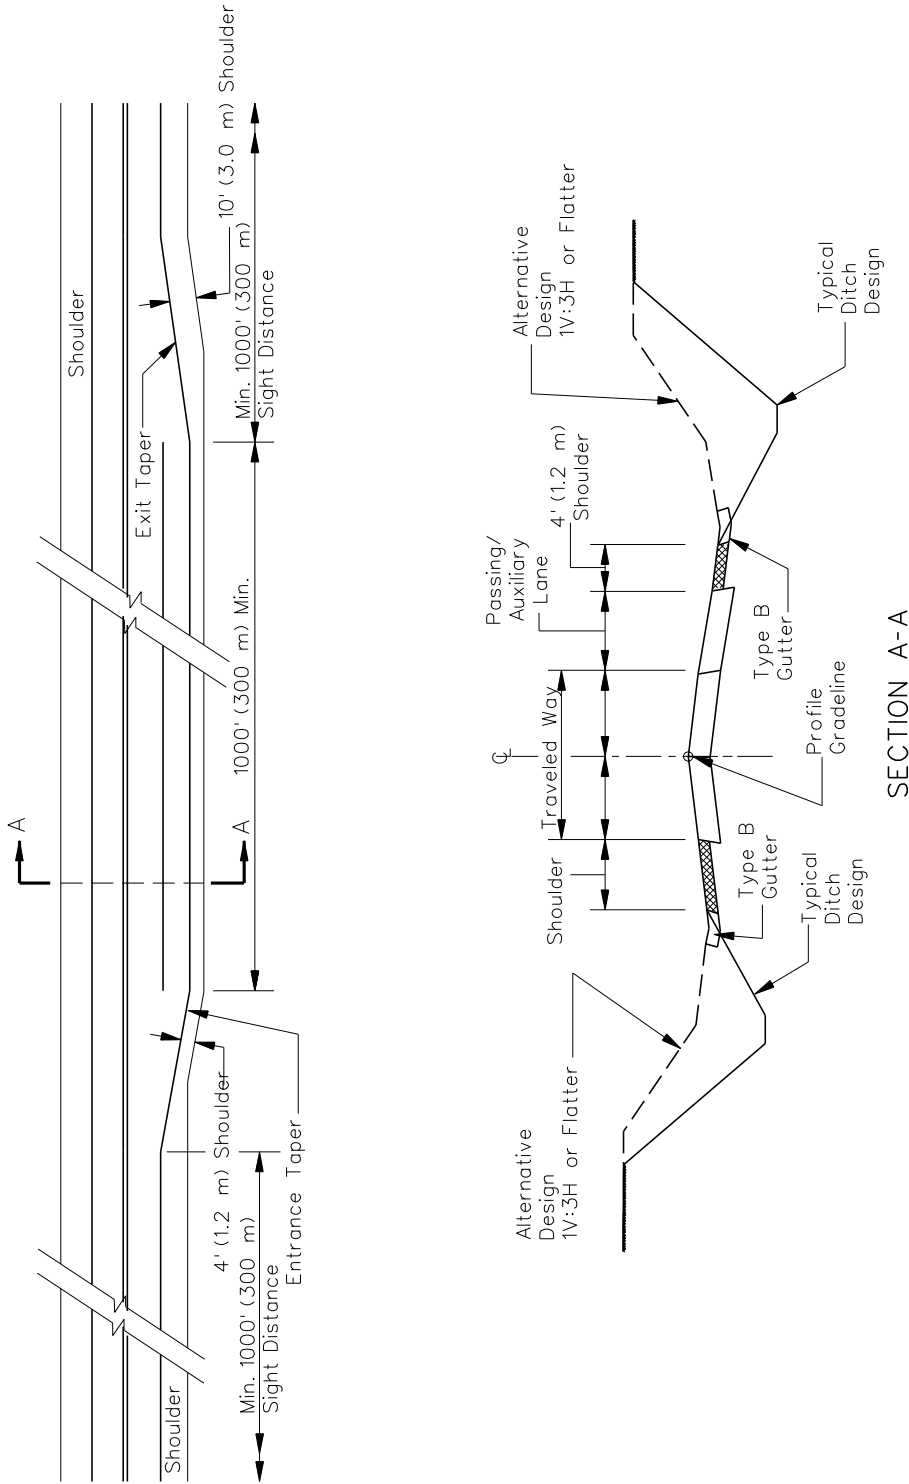 Shoulder
Shoulder
A
A
4' (1.2 m) Shoulder
Min. 1000' (300 m)
Sight Distance
Entrance Taper
1000' (300 m) Min.
Exit Taper
10' (3.0 m) Shoulder
Min. 1000' (300 m)
Sight Distance
Alternative
Design
1V:3H or Flatter
Shoulder
℄
Traveled Way
Passing/
Auxiliary
Lane
4' (1.2 m)
Shoulder
Alternative
Design
1V:3H or Flatter
Typical
Ditch
Design
Type B
Gutter
Profile
Gradeline
Type B
Gutter
Typical
Ditch
Design
SECTION A-A